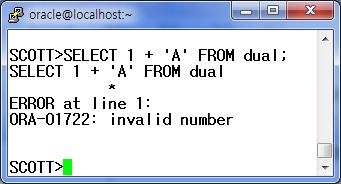 oracle@localhost:~
SCOTT>SELECT 1 + 'A' FROM dual;
SELECT 1 + 'A' FROM dual
*
ERROR at line 1:
ORA-01722: invalid number
SCOTT>